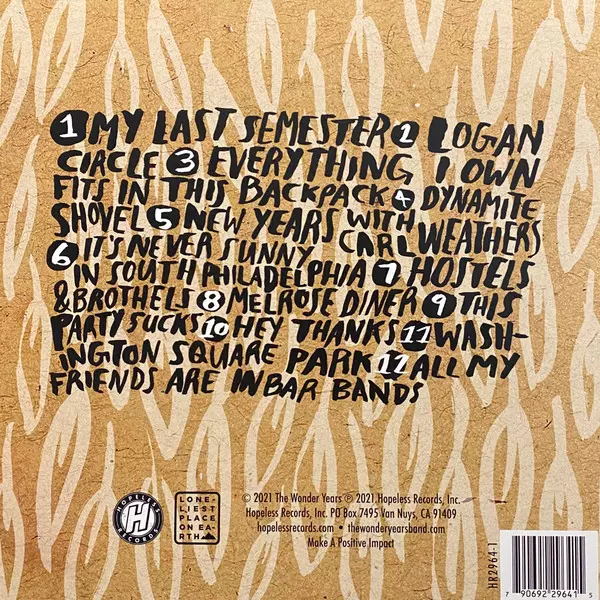 1 MY LAST SEMESTER 2 LOGAN
CIRCLE 3 EVERYTHING I OWN
FITS IN THIS BACKPACK 4 DYNAMITE
SHOVEL 5 NEW YEARS WITH
CARL WEATHERS
6 IT'S NEVER SUNNY
IN SOUTH PHILADELPHIA 7 HOSTELS
& BROTHELS 8 MELROSE DINER 9 THIS
PARTY SUCKS 10 HEY THANKS 11 WASH-
INGTON SQUARE PARK 12 ALL MY
FRIENDS ARE IN BAR BANDS
HOPELESS
H
RECORDS
LONE-
LIEST
PLACE
ON EA-
RTH
© 2021 The Wonder Years ℗ 2021 Hopeless Records, Inc.
Hopeless Records, Inc. PO Box 7495 Van Nuys, CA 91409
hopelessrecords.com • thewonderyearsband.com
Make A Positive Impact
HR2964-1
7 90692 29641 5